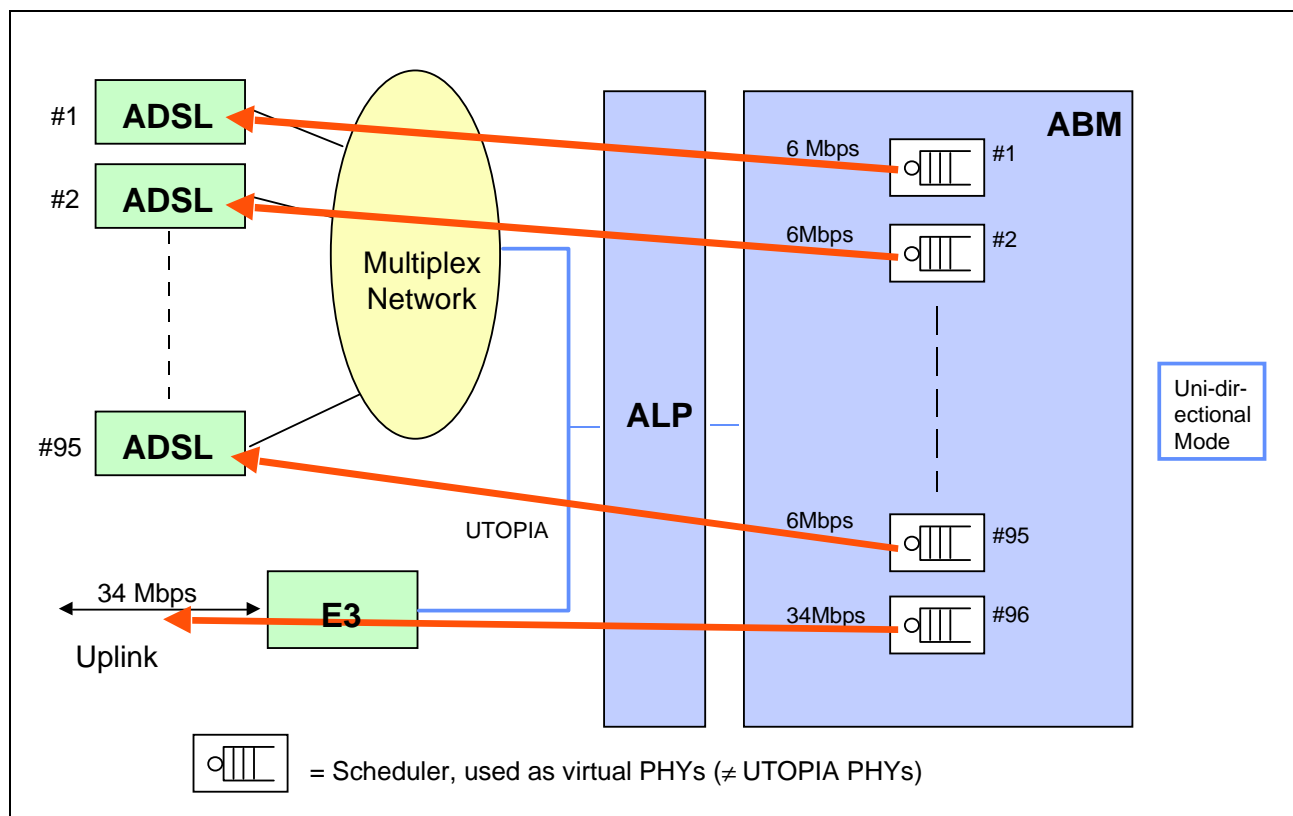 #1
ADSL
#2
ADSL
#95
ADSL
Multiplex
Network
UTOPIA
34 Mbps
E3
Uplink
ALP
ABM
6 Mbps
#1
6Mbps
#2
6Mbps
#95
34Mbps
#96
Uni-dir-
ectional
Mode
= Scheduler, used as virtual PHYs (≠ UTOPIA PHYs)